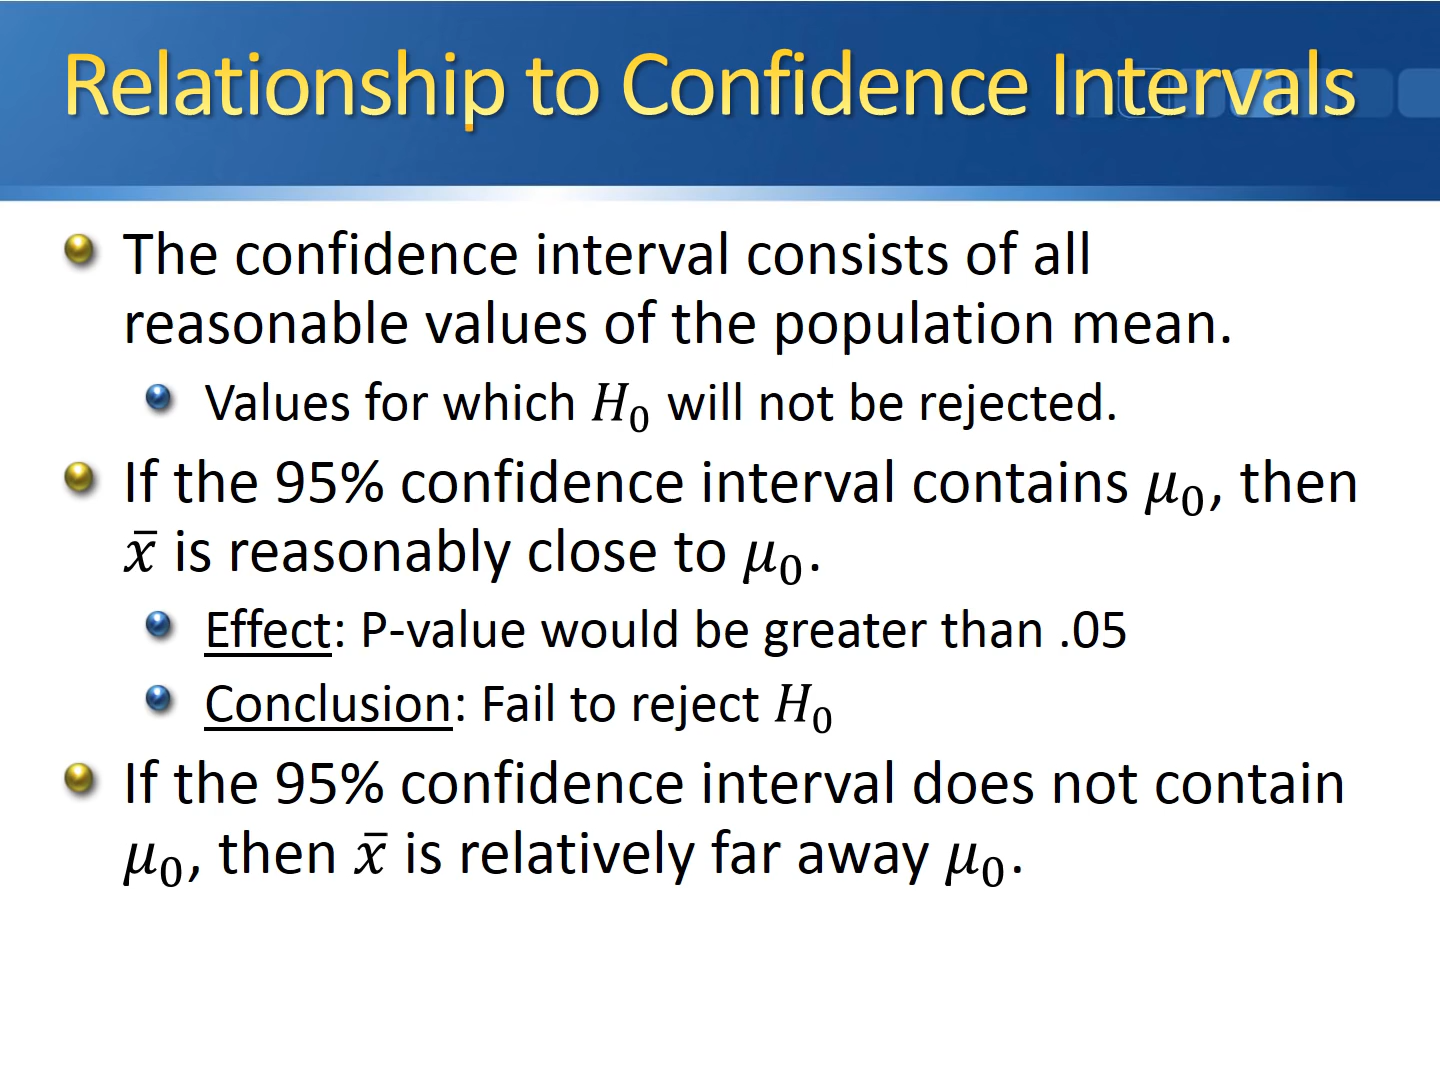 Relationship to Confidence Intervals
The confidence interval consists of all
reasonable values of the population mean.
Values for which H₀ will not be rejected.
If the 95% confidence interval contains μ₀, then
x̄ is reasonably close to μ₀.
Effect: P-value would be greater than .05
Conclusion: Fail to reject H₀
If the 95% confidence interval does not contain
μ₀, then x̄ is relatively far away μ₀.